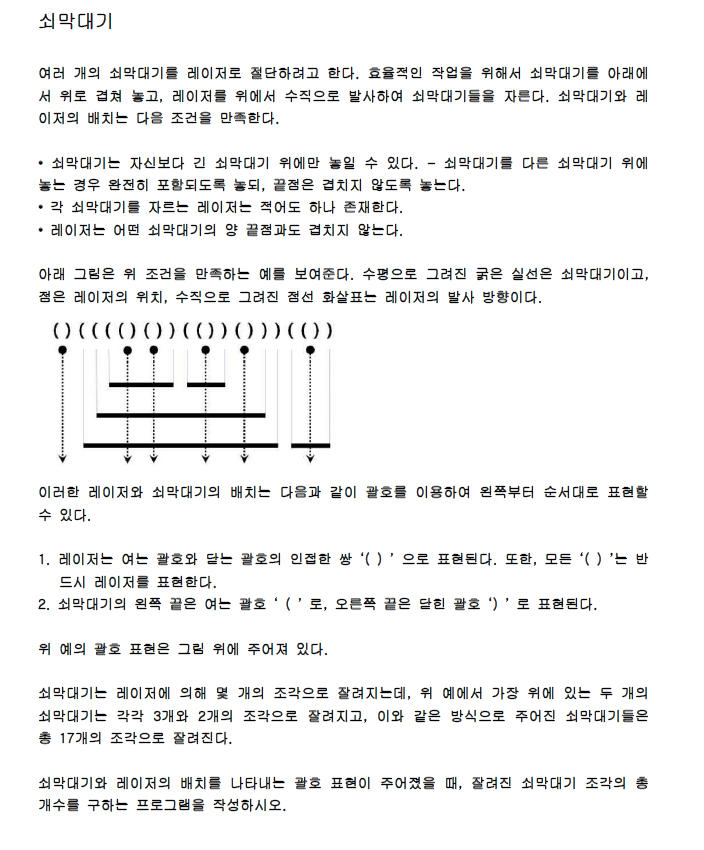 쇠막대기
여러 개의 쇠막대기를 레이저로 절단하려고 한다. 효율적인 작업을 위해서 쇠막대기를 아래에
서 위로 겹쳐 놓고, 레이저를 위에서 수직으로 발사하여 쇠막대기들을 자른다. 쇠막대기와 레
이저의 배치는 다음 조건을 만족한다.
• 쇠막대기는 자신보다 긴 쇠막대기 위에만 놓일 수 있다. – 쇠막대기를 다른 쇠막대기 위에
놓는 경우 완전히 포함되도록 놓되, 끝점은 겹치지 않도록 놓는다.
• 각 쇠막대기를 자르는 레이저는 적어도 하나 존재한다.
• 레이저는 어떤 쇠막대기의 양 끝점과도 겹치지 않는다.
아래 그림은 위 조건을 만족하는 예를 보여준다. 수평으로 그려진 굵은 실선은 쇠막대기이고,
점은 레이저의 위치, 수직으로 그려진 점선 화살표는 레이저의 발사 방향이다.
()(((()())(())()))(())
이러한 레이저와 쇠막대기의 배치는 다음과 같이 괄호를 이용하여 왼쪽부터 순서대로 표현할
수 있다.
1. 레이저는 여는 괄호와 닫는 괄호의 인접한 쌍 ‘( ) ’ 으로 표현된다. 또한, 모든 ‘( ) ’는 반
드시 레이저를 표현한다.
2. 쇠막대기의 왼쪽 끝은 여는 괄호 ‘ ( ’ 로, 오른쪽 끝은 닫힌 괄호 ‘) ’ 로 표현된다.
위 예의 괄호 표현은 그림 위에 주어져 있다.
쇠막대기는 레이저에 의해 몇 개의 조각으로 잘려지는데, 위 예에서 가장 위에 있는 두 개의
쇠막대기는 각각 3개와 2개의 조각으로 잘려지고, 이와 같은 방식으로 주어진 쇠막대기들은
총 17개의 조각으로 잘려진다.
쇠막대기와 레이저의 배치를 나타내는 괄호 표현이 주어졌을 때, 잘려진 쇠막대기 조각의 총
개수를 구하는 프로그램을 작성하시오.